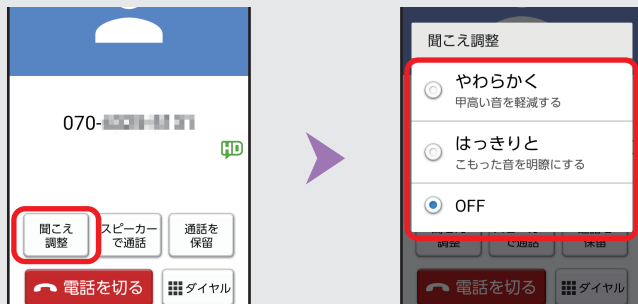 070-
HD
聞こえ
調整
スピーカー
で通話
通話を
保留
電話を切る
ダイヤル
聞こえ調整
やわらかく
甲高い音を軽減する
はっきりと
こもった音を明瞭にする
OFF
調整
で通話
保留
電話を切る
ダイヤル